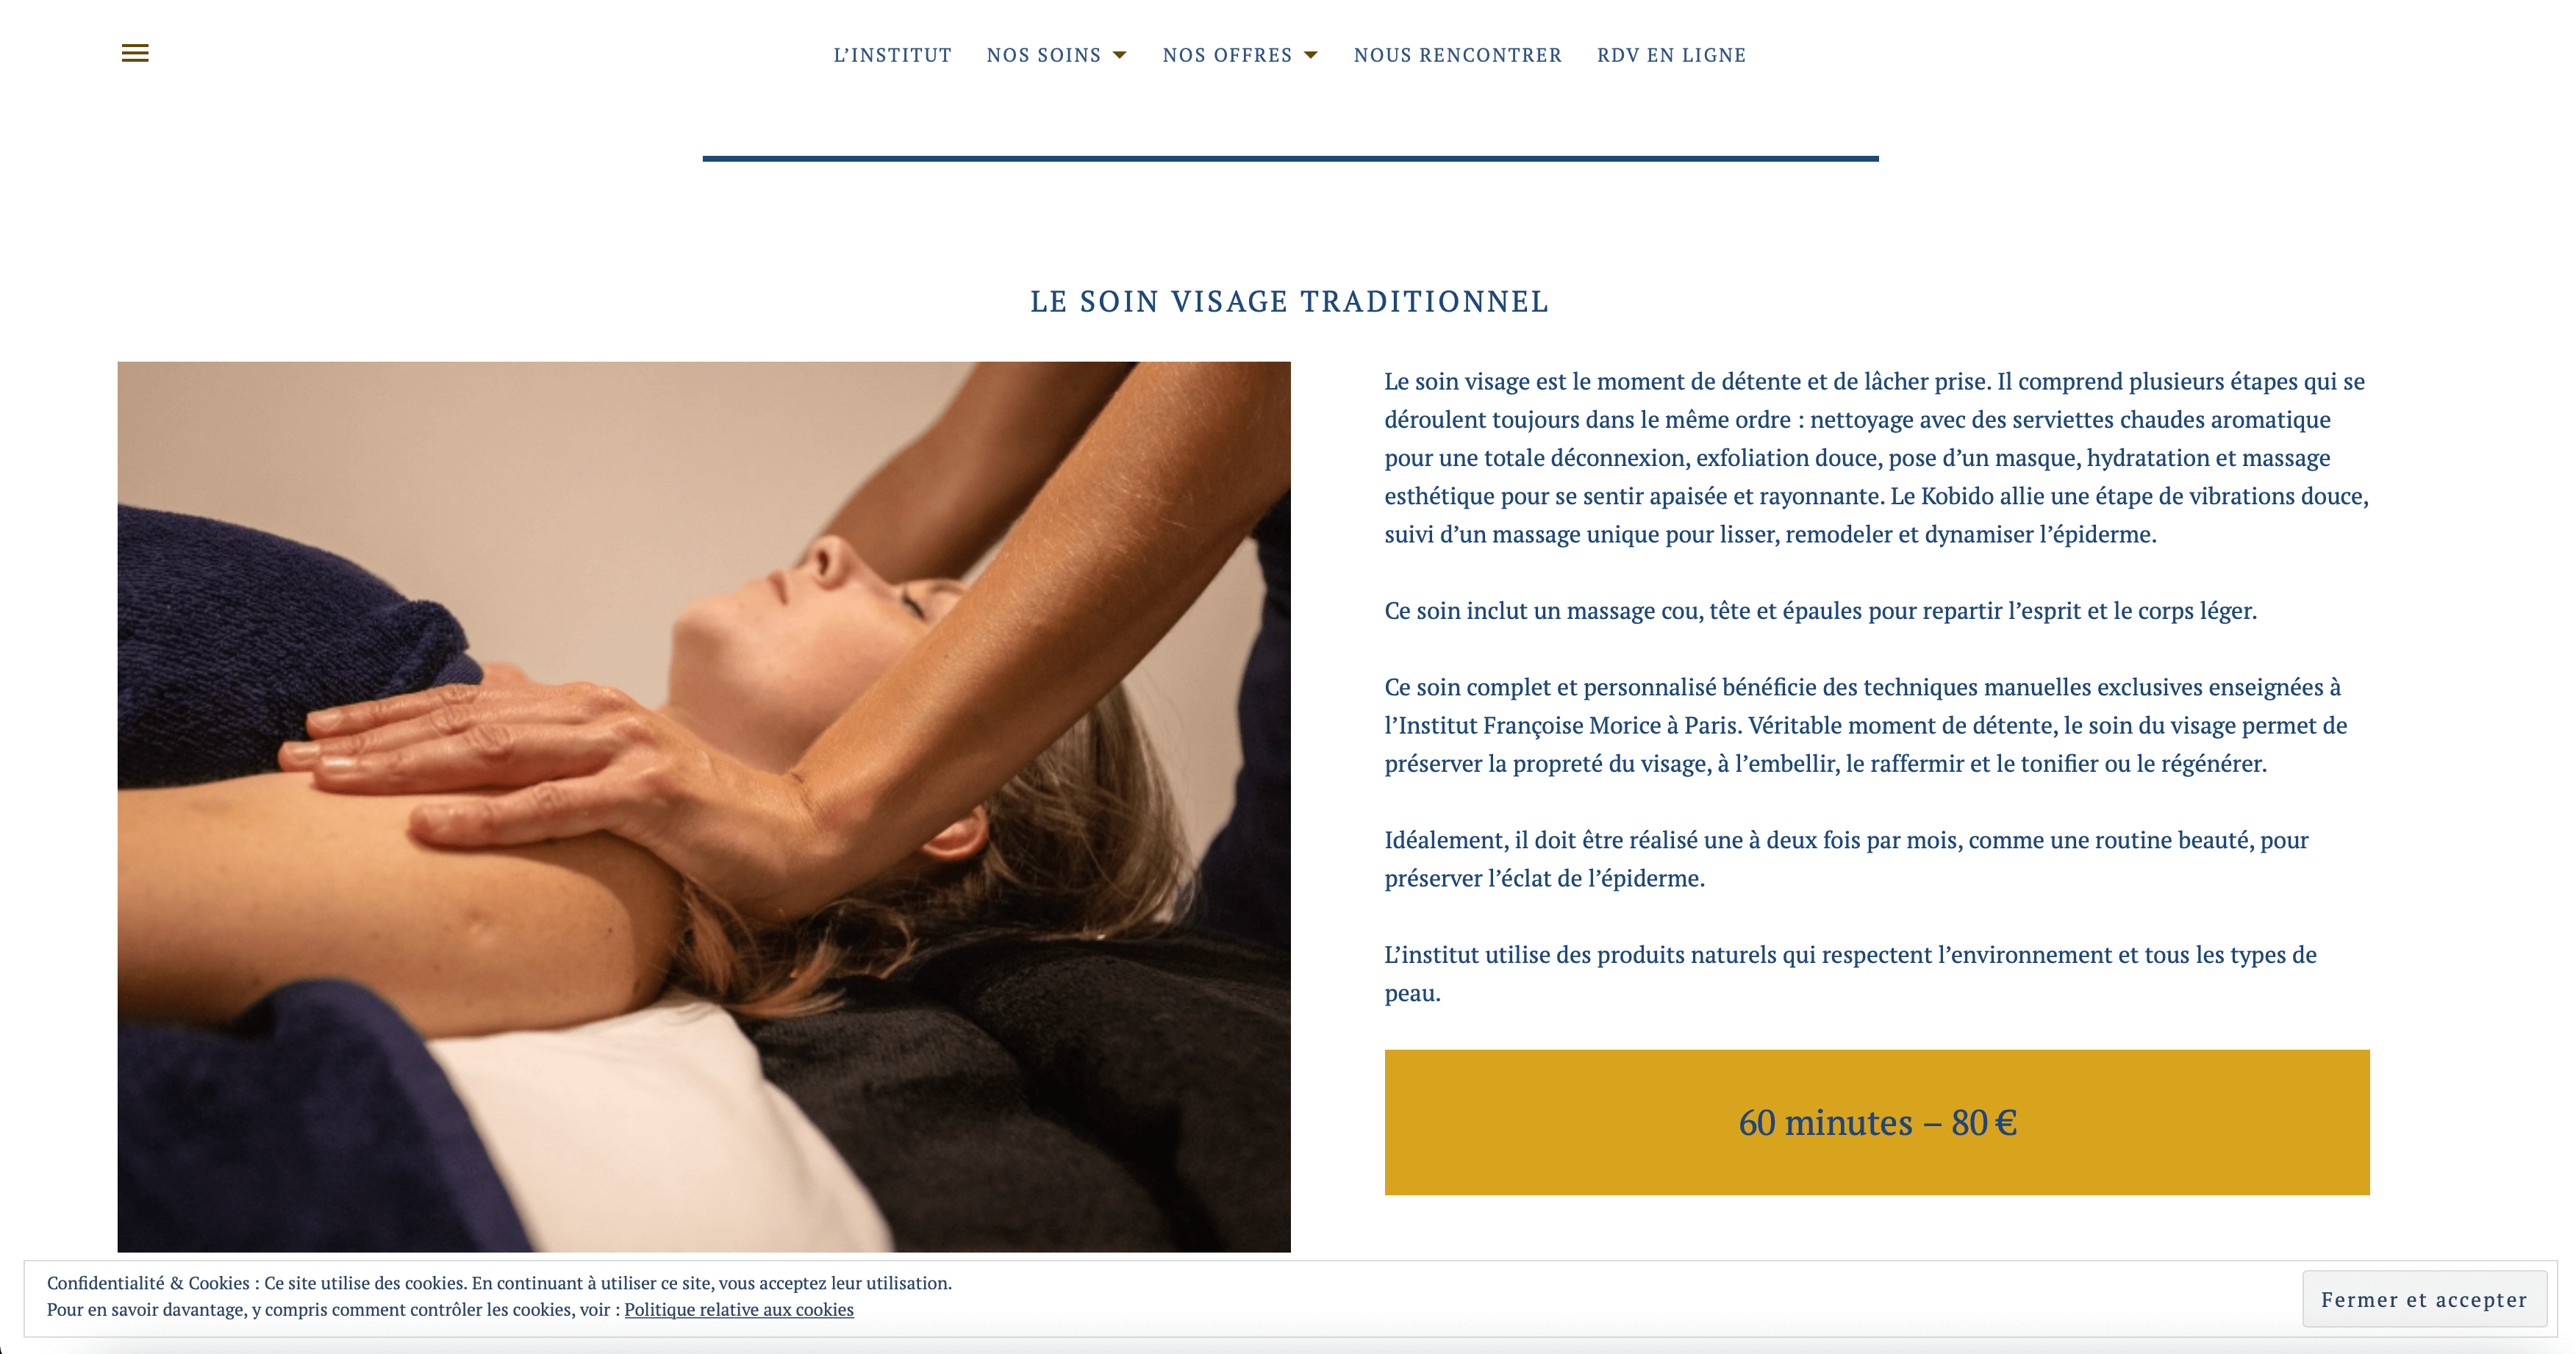 L’INSTITUT NOS SOINS NOS OFFRES NOUS RENCONTRER RDV EN LIGNE
LE SOIN VISAGE TRADITIONNEL
Le soin visage est le moment de détente et de lâcher prise. Il comprend plusieurs étapes qui se
déroulent toujours dans le même ordre : nettoyage avec des serviettes chaudes aromatique
pour une totale déconnexion, exfoliation douce, pose d’un masque, hydratation et massage
esthétique pour se sentir apaisée et rayonnante. Le Kobido allie une étape de vibrations douce,
suivi d’un massage unique pour lisser, remodeler et dynamiser l’épiderme.
Ce soin inclut un massage cou, tête et épaules pour repartir l’esprit et le corps léger.
Ce soin complet et personnalisé bénéficie des techniques manuelles exclusives enseignées à
l’Institut Françoise Morice à Paris. Véritable moment de détente, le soin du visage permet de
préserver la propreté du visage, à l’embellir, le raffermir et le tonifier ou le régénérer.
Idéalement, il doit être réalisé une à deux fois par mois, comme une routine beauté, pour
préserver l’éclat de l’épiderme.
L’institut utilise des produits naturels qui respectent l’environnement et tous les types de
peau.
60 minutes – 80 €
Confidentialité & Cookies : Ce site utilise des cookies. En continuant à utiliser ce site, vous acceptez leur utilisation.
Pour en savoir davantage, y compris comment contrôler les cookies, voir : Politique relative aux cookies
Fermer et accepter